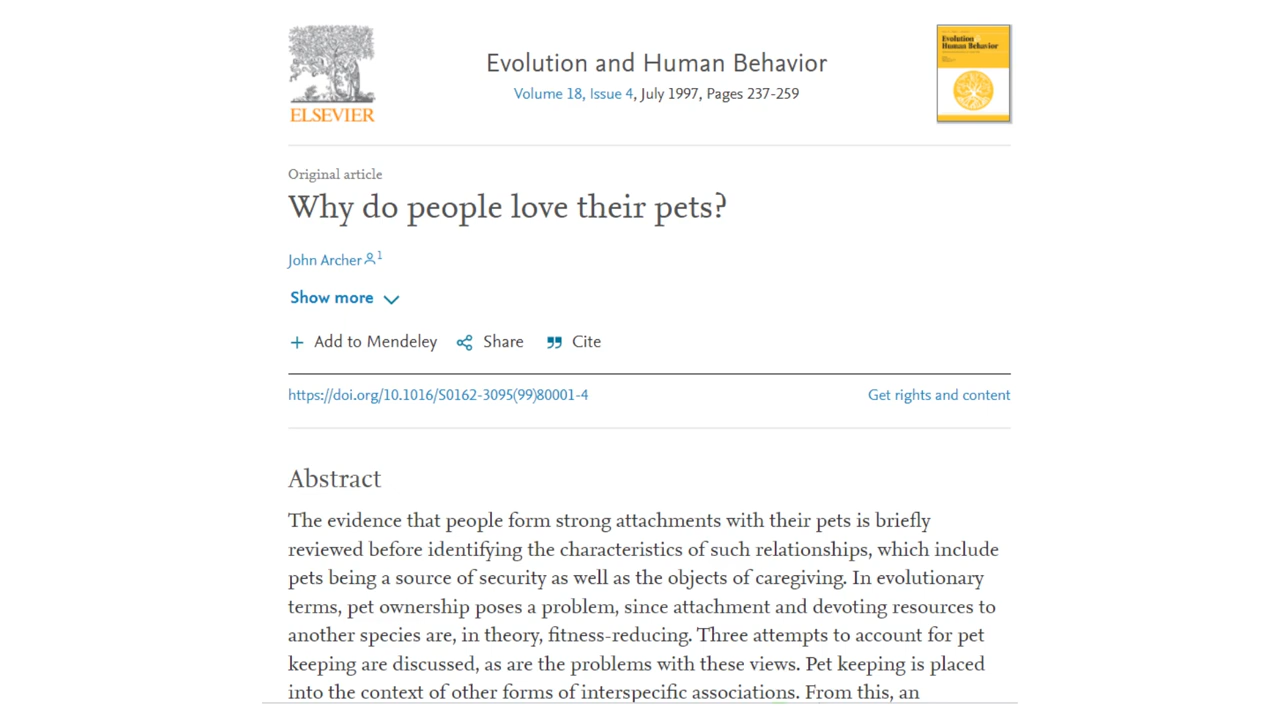 ELSEVIER
Evolution and Human Behavior
Volume 18, Issue 4, July 1997, Pages 237-259
Evolution
Human Behavior
Original article
Why do people love their pets?
John Archer 1
Show more
+ Add to Mendeley Share Cite
https://doi.org/10.1016/S0162-3095(99)80001-4 Get rights and content
Abstract
The evidence that people form strong attachments with their pets is briefly
reviewed before identifying the characteristics of such relationships, which include
pets being a source of security as well as the objects of caregiving. In evolutionary
terms, pet ownership poses a problem, since attachment and devoting resources to
another species are, in theory, fitness-reducing. Three attempts to account for pet
keeping are discussed, as are the problems with these views. Pet keeping is placed
into the context of other forms of interspecific associations. From this, an